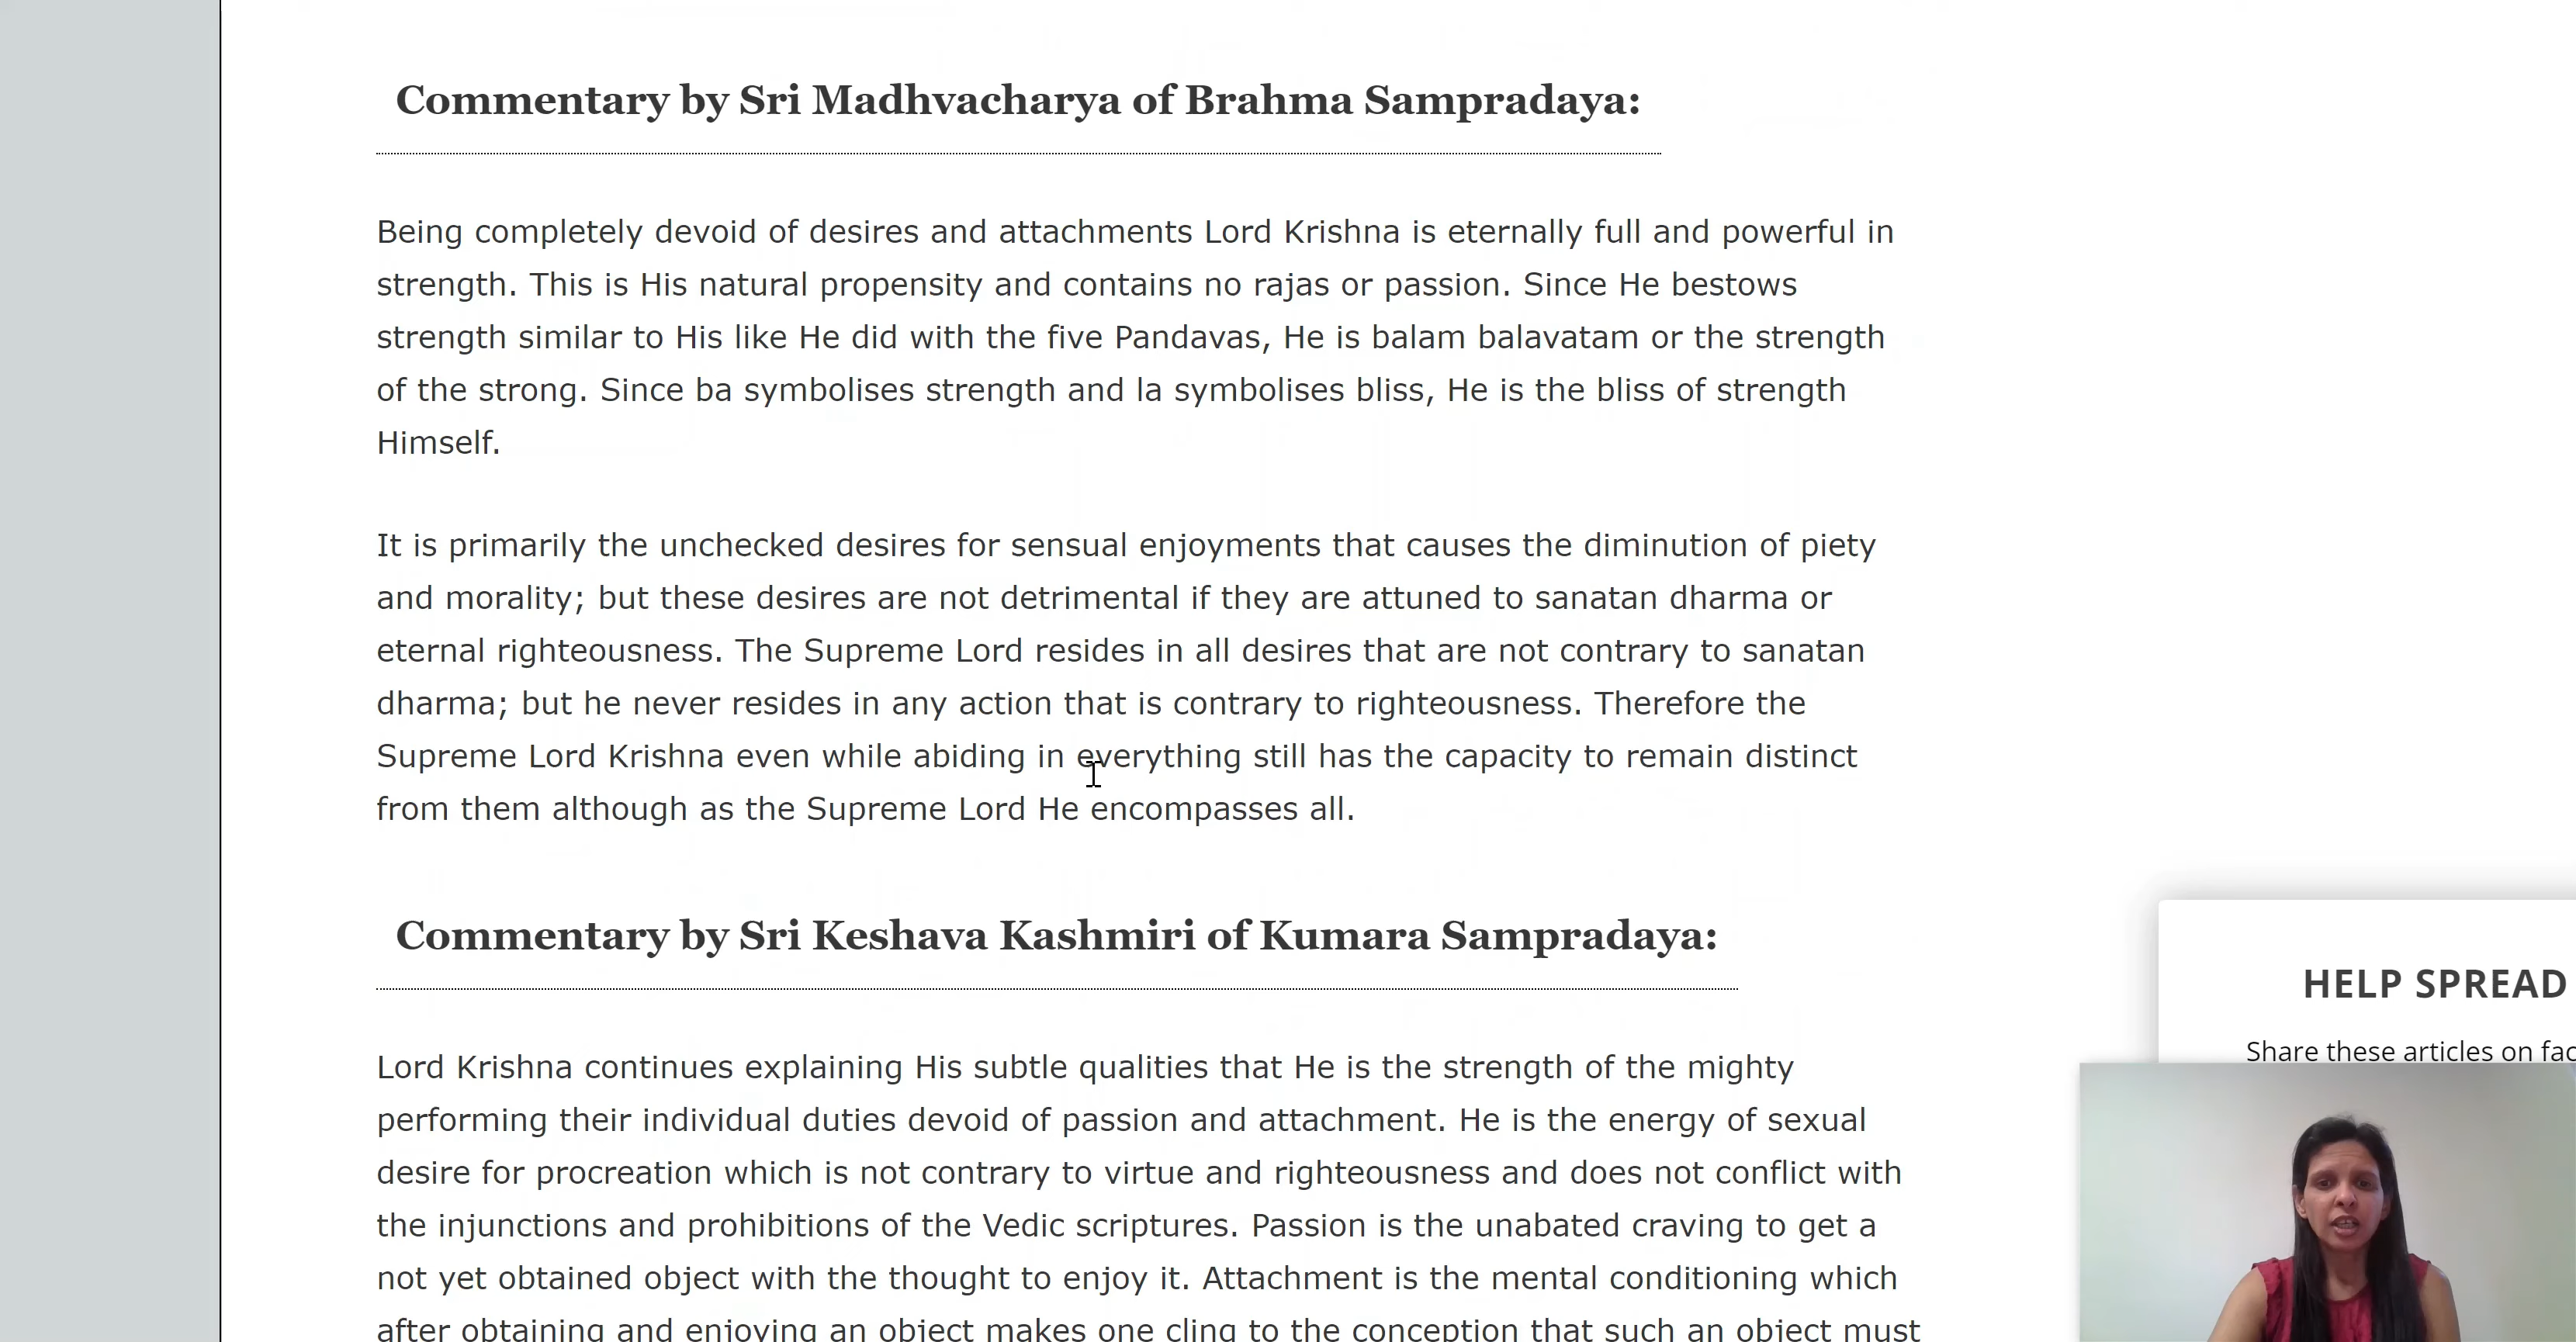 Commentary by Sri Madhvacharya of Brahma Sampradaya:
Being completely devoid of desires and attachments Lord Krishna is eternally full and powerful in
strength. This is His natural propensity and contains no rajas or passion. Since He bestows
strength similar to His like He did with the five Pandavas, He is balam balavatam or the strength
of the strong. Since ba symbolises strength and la symbolises bliss, He is the bliss of strength
Himself.
It is primarily the unchecked desires for sensual enjoyments that causes the diminution of piety
and morality; but these desires are not detrimental if they are attuned to sanatan dharma or
eternal righteousness. The Supreme Lord resides in all desires that are not contrary to sanatan
dharma; but he never resides in any action that is contrary to righteousness. Therefore the
Supreme Lord Krishna even while abiding in everything still has the capacity to remain distinct
from them although as the Supreme Lord He encompasses all.
Commentary by Sri Keshava Kashmiri of Kumara Sampradaya:
Lord Krishna continues explaining His subtle qualities that He is the strength of the mighty
performing their individual duties devoid of passion and attachment. He is the energy of sexual
desire for procreation which is not contrary to virtue and righteousness and does not conflict with
the injunctions and prohibitions of the Vedic scriptures. Passion is the unabated craving to get a
not yet obtained object with the thought to enjoy it. Attachment is the mental conditioning which
after obtaining and enjoying an object makes one cling to the conception that such an object must
HELP SPREAD
Share these articles on fac